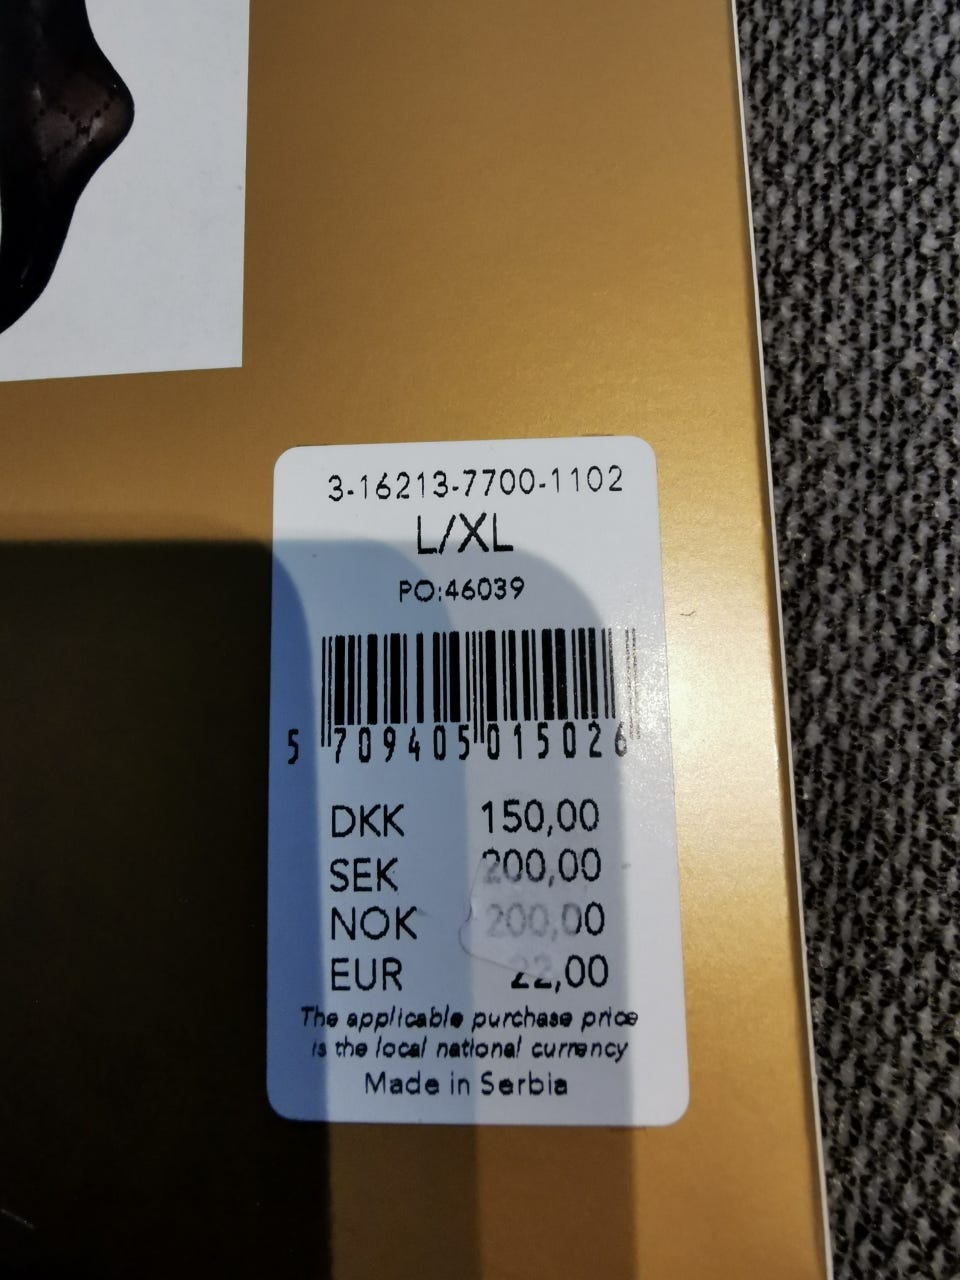 3-16213-7700-1102
L/XL
PO:46039
5 709405 015026
DKK 150,00
SEK 200,00
NOK 200,00
EUR 22,00
The applicable purchase price
is the local national currency
Made in Serbia